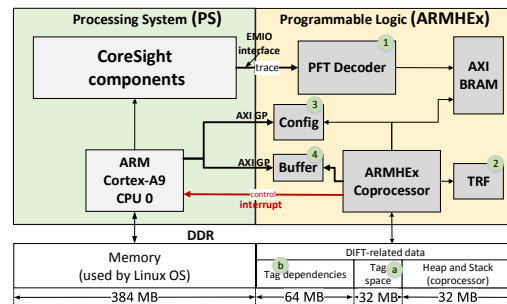 Processing System (PS)
Programmable Logic (ARMHEx)
EMIO
interface
CoreSight
components
trace
1
PFT Decoder
AXI
BRAM
3
AXI GP
Config
4
AXI GP
Buffer
ARM
Cortex-A9
CPU 0
ARMHEx
Coprocessor
2
TRF
control
interrupt
DDR
Memory
(used by Linux OS)
DIFT-related data
b
Tag dependencies
Tag
space
a
Heap and Stack
(coprocessor)
384 MB
64 MB
32 MB
32 MB